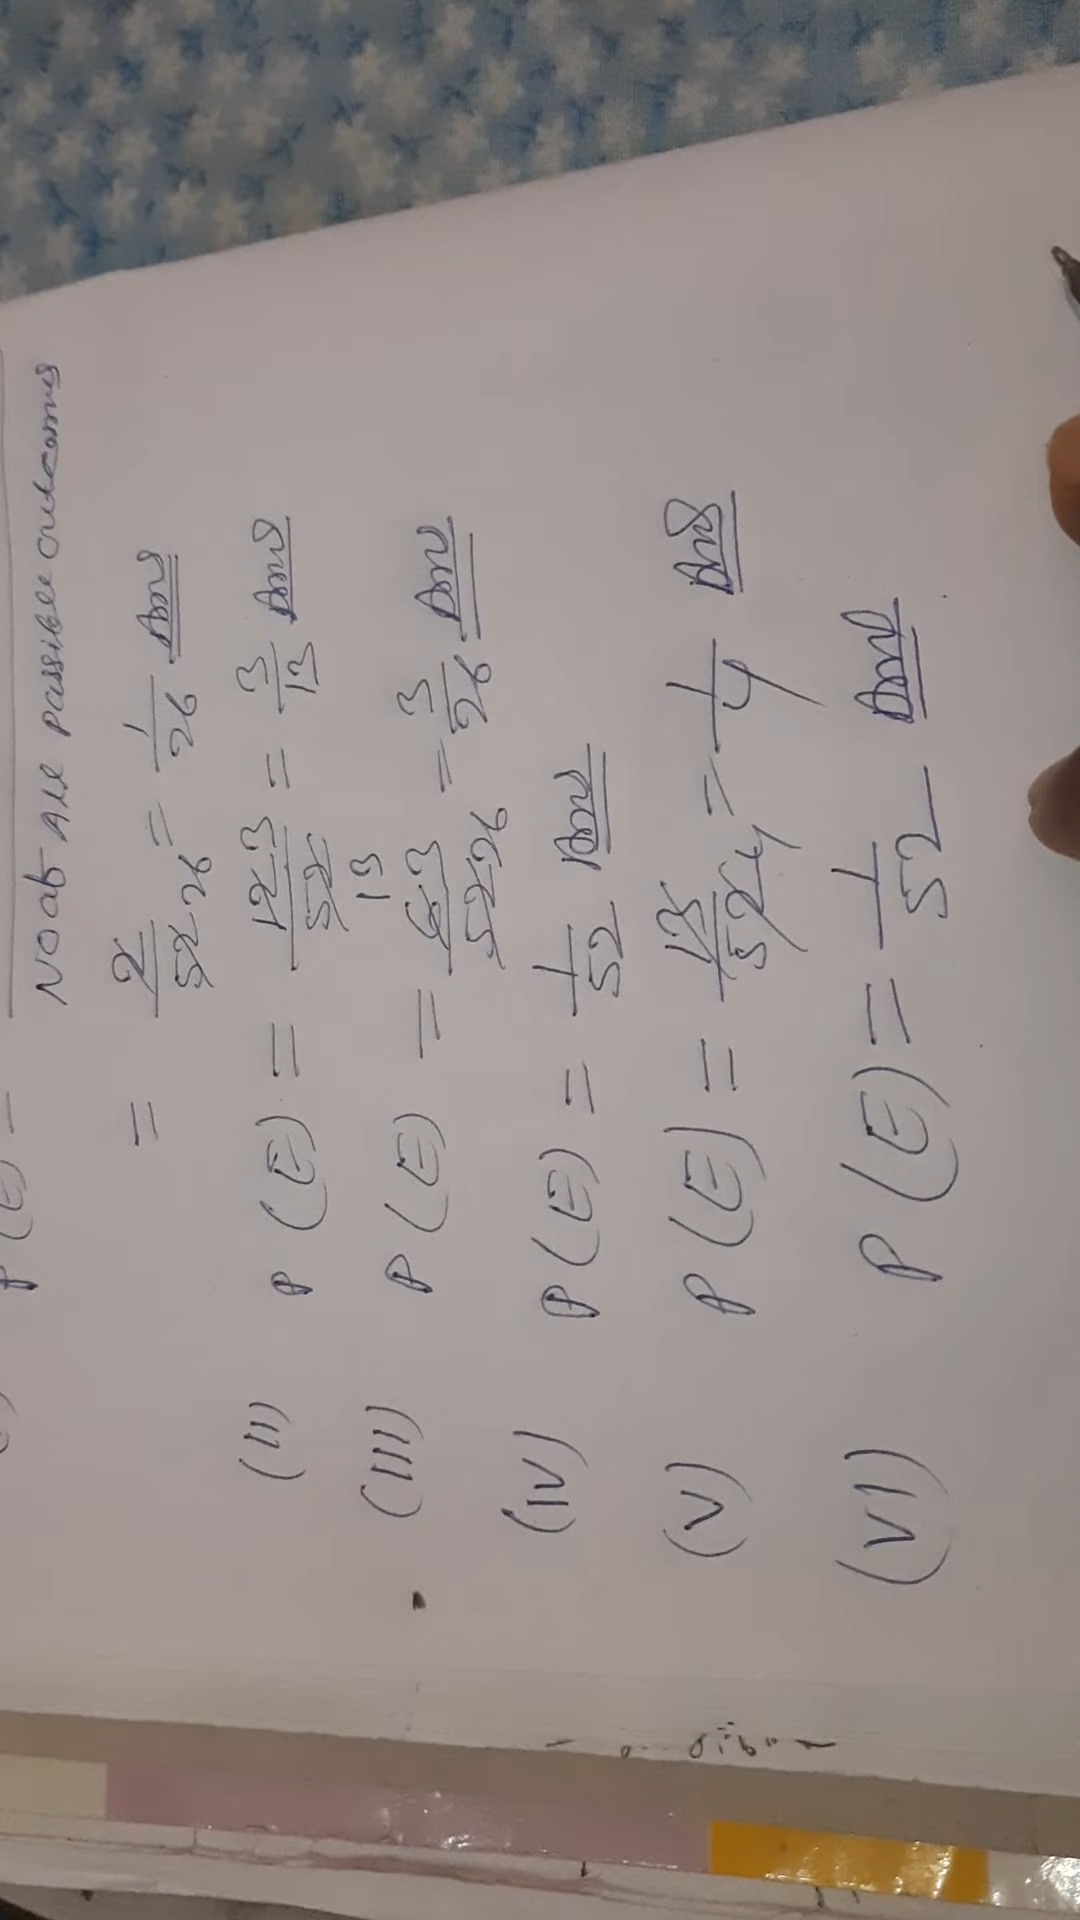 P(E) =
No of All passible outcomes
= 2/52 26 = 1/26 Ans
(II) P(E) = 12 3/52 13 = 3/13 Ans
(III) P(E) = 6 3/52 26 = 3/26 Ans
(IV) P(E) = 1/52 Ans
(V) P(E) = 13/52 4 = 1/4 Ans
(VI) P(E) = 1/52 Ans